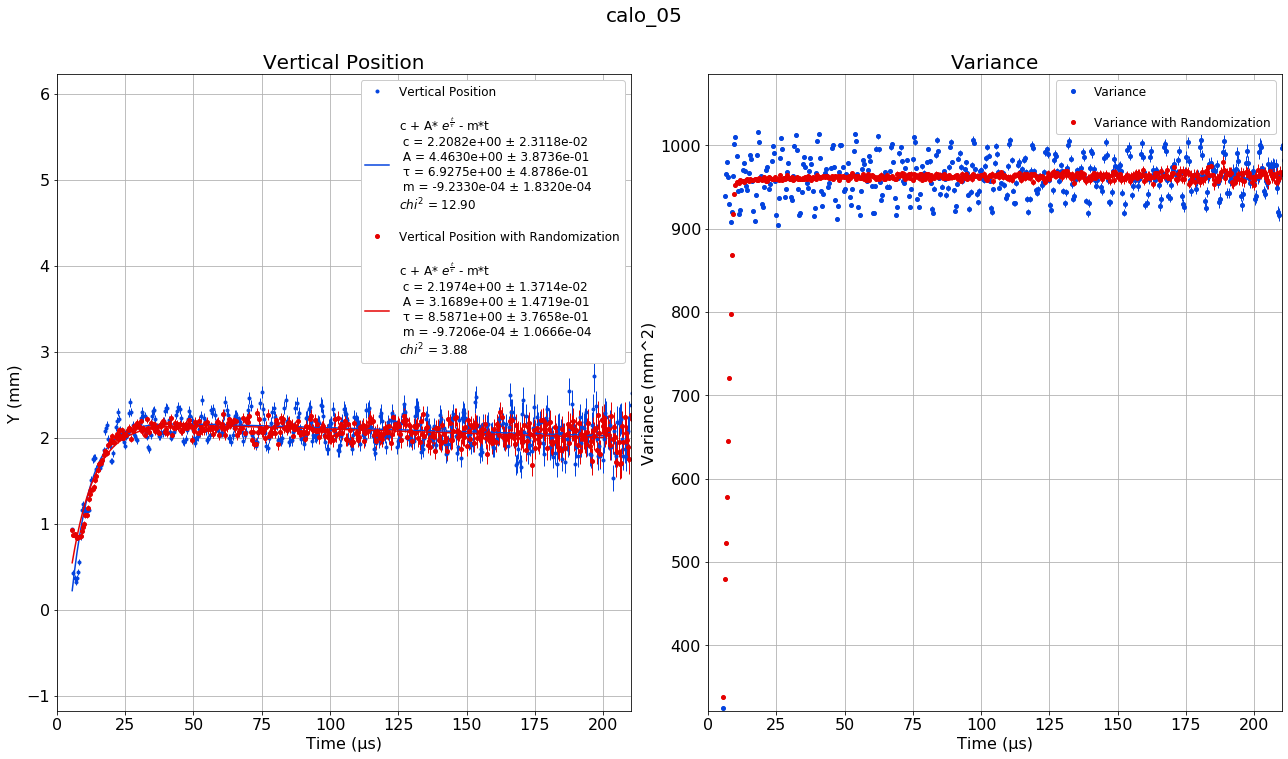 calo_05
Vertical Position
Vertical Position
c + A* e^{t/τ} - m*t
c = 2.2082e+00 ± 2.3118e-02
A = 4.4630e+00 ± 3.8736e-01
τ = 6.9275e+00 ± 4.8786e-01
m = -9.2330e-04 ± 1.8320e-04
chi² = 12.90
Vertical Position with Randomization
c + A* e^{t/τ} - m*t
c = 2.1974e+00 ± 1.3714e-02
A = 3.1689e+00 ± 1.4719e-01
τ = 8.5871e+00 ± 3.7658e-01
m = -9.7206e-04 ± 1.0666e-04
chi² = 3.88
6
5
4
3
2
1
0
−1
Y (mm)
0 25 50 75 100 125 150 175 200
Time (µs)
Variance
Variance
Variance with Randomization
1000
900
800
700
600
500
400
Variance (mm^2)
0 25 50 75 100 125 150 175 200
Time (µs)